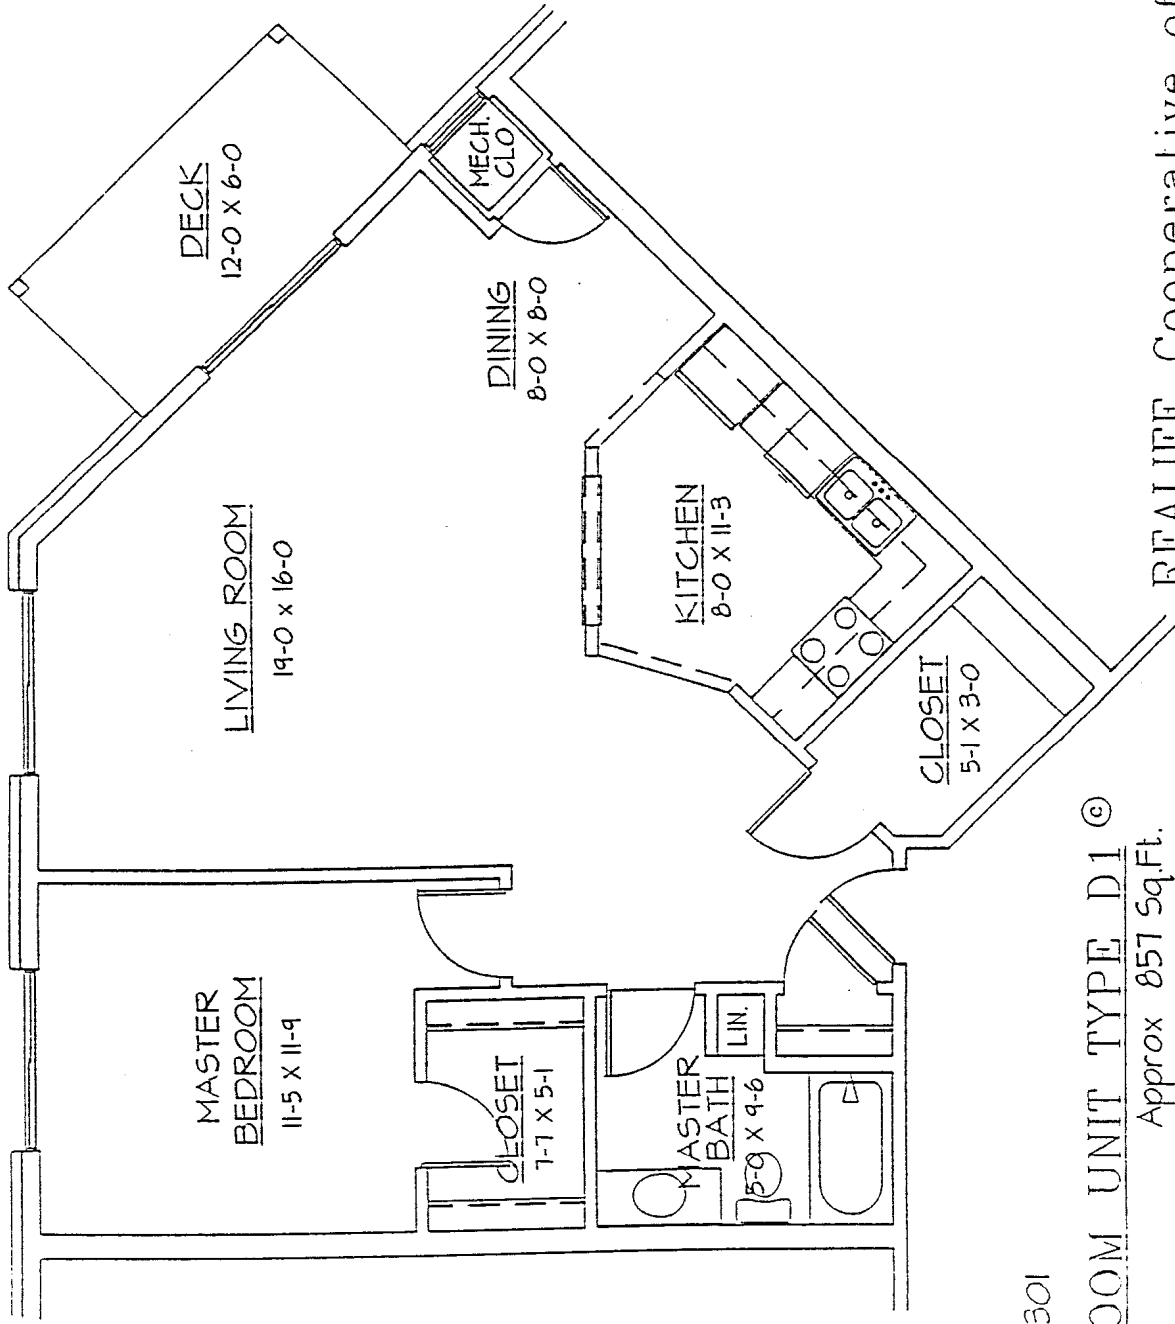 DECK
12-0 X 6-0
MECH.
CLO
DINING
8-0 X 8-0
LIVING ROOM
19-0 x 16-0
KITCHEN
8-0 X 11-3
CLOSET
5-1 X 3-0
MASTER
BEDROOM
11-5 X 11-9
CLOSET
7-7 X 5-1
MASTER
BATH
5-0 X 9-6
LIN.
301
OOM UNIT TYPE D1 ©
Approx 857 Sq.Ft.
REALIFE Cooperative of